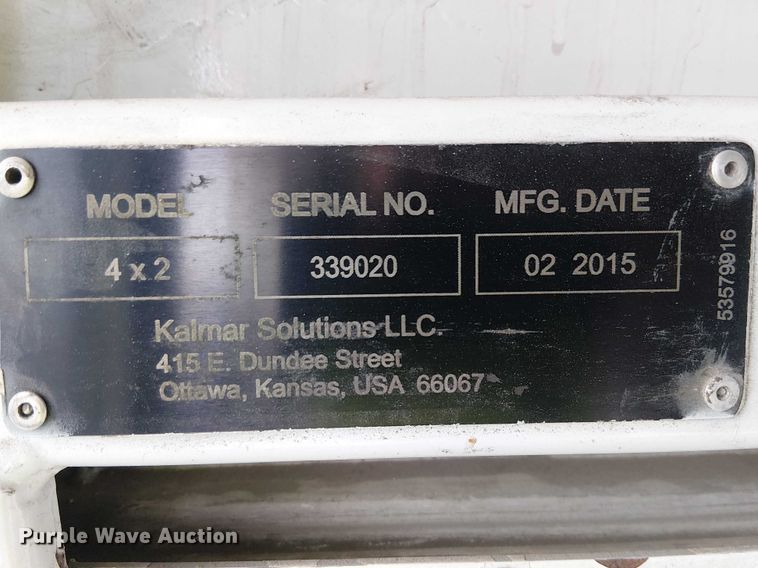 MODEL SERIAL NO. MFG. DATE
4 x 2 339020 02 2015
53579916
Kalmar Solutions LLC.
415 E. Dundee Street
Ottawa, Kansas, USA 66067
Purple Wave Auction